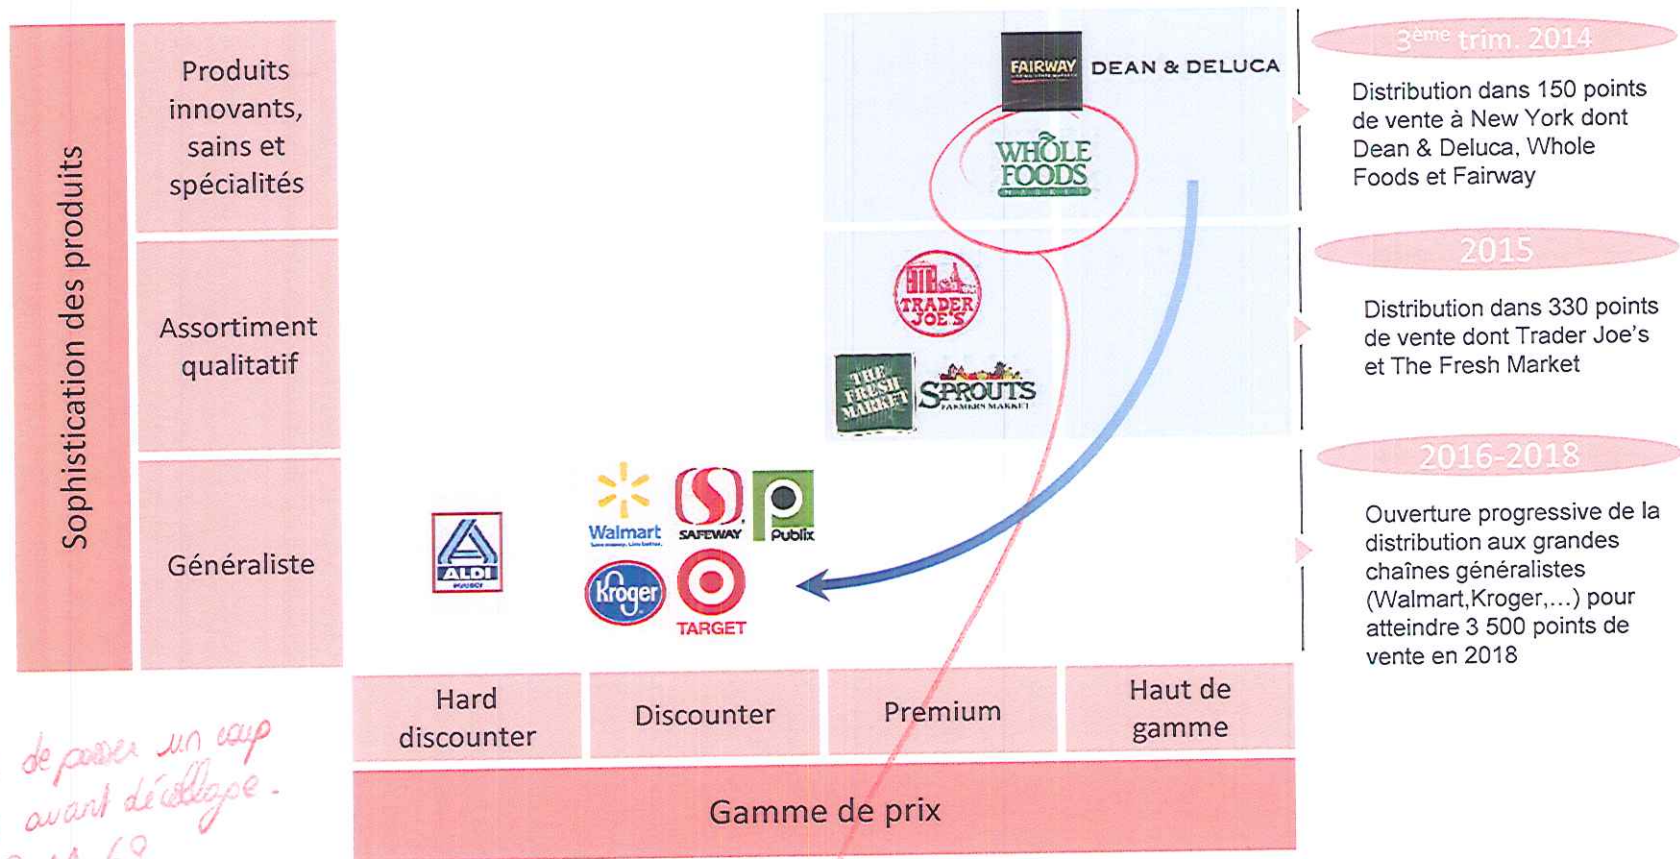 Sophistication des produits
Produits
innovants,
sains et
spécialités
Assortiment
qualitatif
Généraliste
FAIRWAY
DEAN & DELUCA
WHOLE
FOODS
MARKET
TRADER
JOE'S
THE
FRESH
MARKET
SPROUTS
FARMERS MARKET
ALDI
Walmart
Save money. Live better.
SAFEWAY
Publix
Kroger
TARGET
Hard
discounter
Discounter
Premium
Haut de
gamme
Gamme de prix
3ème trim. 2014
Distribution dans 150 points
de vente à New York dont
Dean & Deluca, Whole
Foods et Fairway
2015
Distribution dans 330 points
de vente dont Trader Joe's
et The Fresh Market
2016-2018
Ouverture progressive de la
distribution aux grandes
chaînes généralistes
(Walmart,Kroger,...) pour
atteindre 3 500 points de
vente en 2018
de passer un coup
avant décollage.